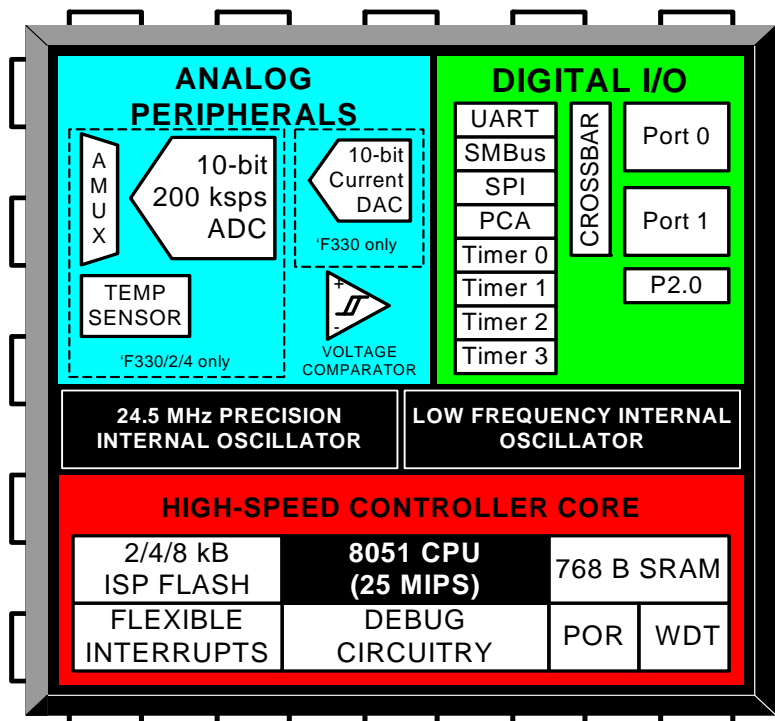 ANALOG
PERIPHERALS
A
M
U
X
10-bit
200 ksps
ADC
10-bit
Current
DAC
‘F330 only
TEMP
SENSOR
‘F330/2/4 only
+
-
VOLTAGE
COMPARATOR
DIGITAL I/O
UART
SMBus
SPI
PCA
Timer 0
Timer 1
Timer 2
Timer 3
CROSSBAR
Port 0
Port 1
P2.0
24.5 MHz PRECISION
INTERNAL OSCILLATOR
LOW FREQUENCY INTERNAL
OSCILLATOR
HIGH-SPEED CONTROLLER CORE
2/4/8 kB
ISP FLASH
8051 CPU
(25 MIPS)
768 B SRAM
FLEXIBLE
INTERRUPTS
DEBUG
CIRCUITRY
POR
WDT